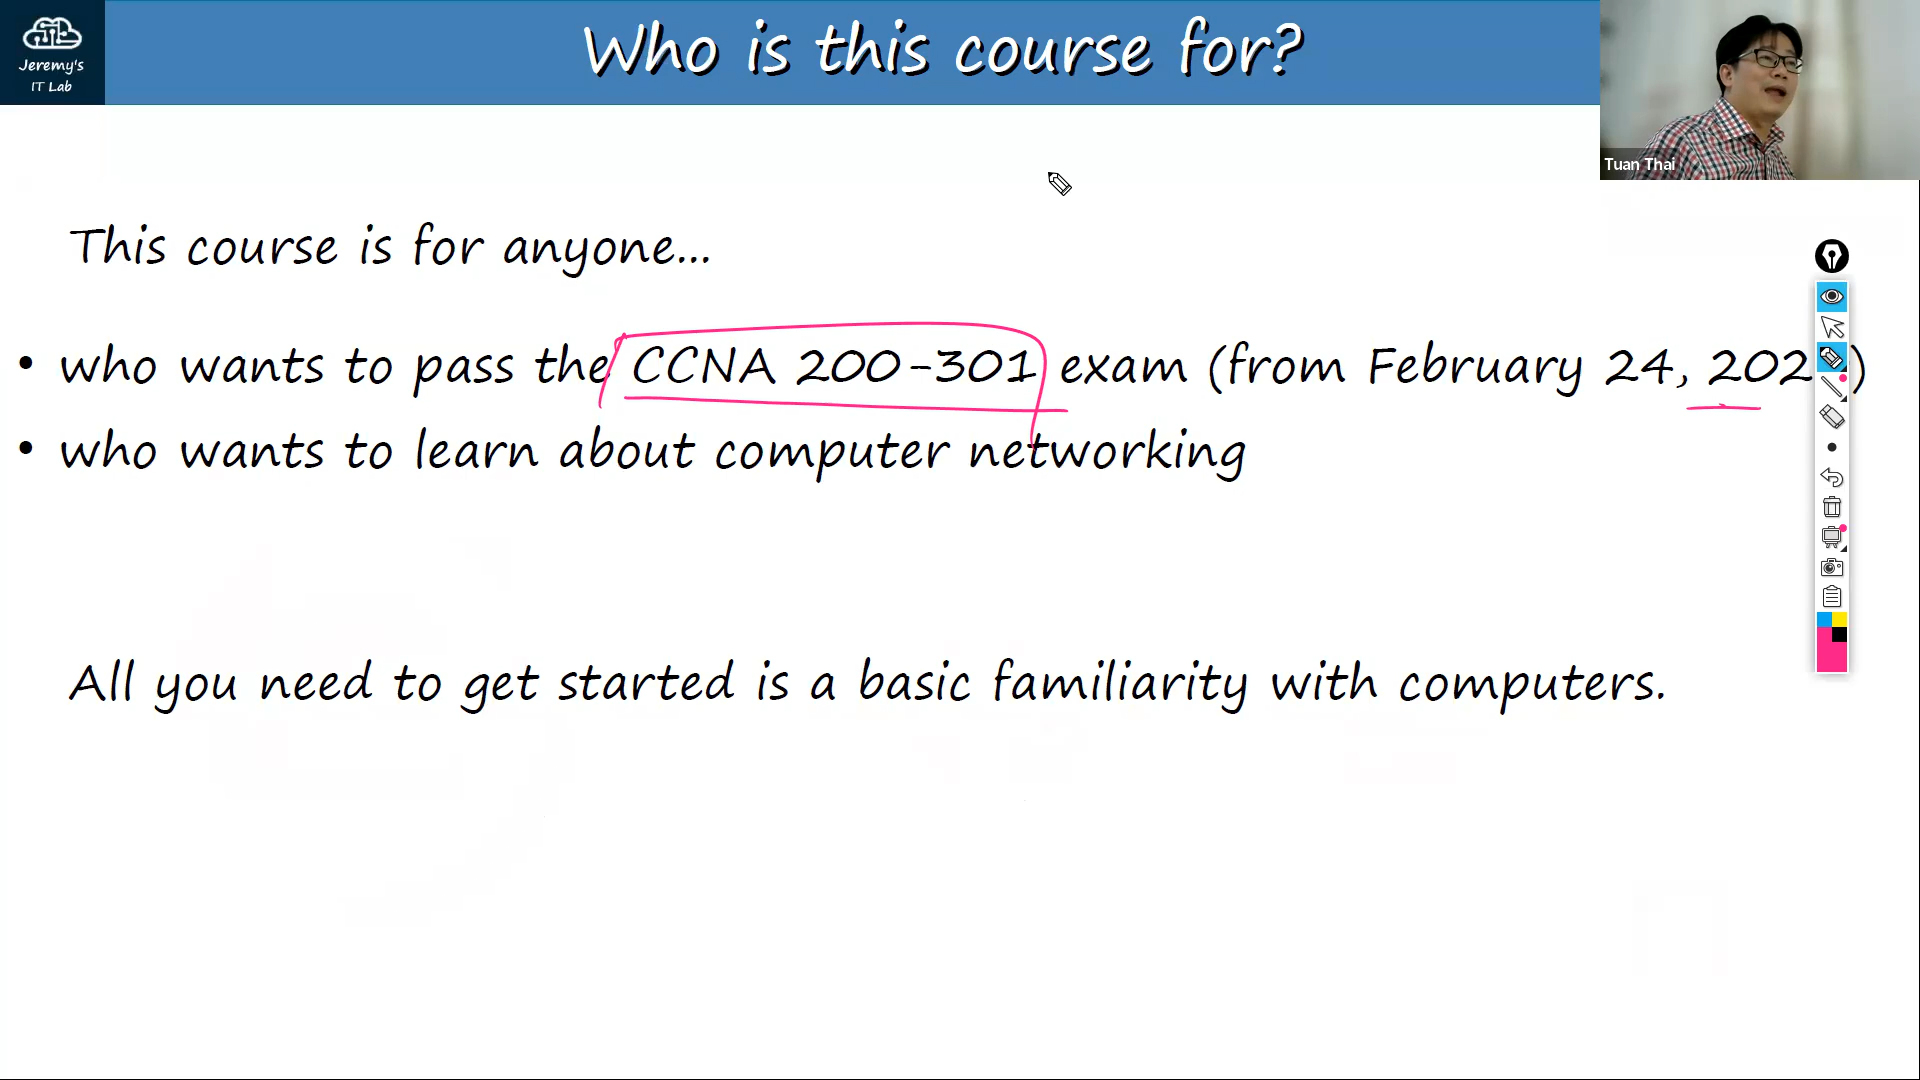 Jeremy's
IT Lab
Who is this course for?
Tuan Thai
This course is for anyone...
• who wants to pass the CCNA 200-301 exam (from February 24, 202 )
• who wants to learn about computer networking
All you need to get started is a basic familiarity with computers.